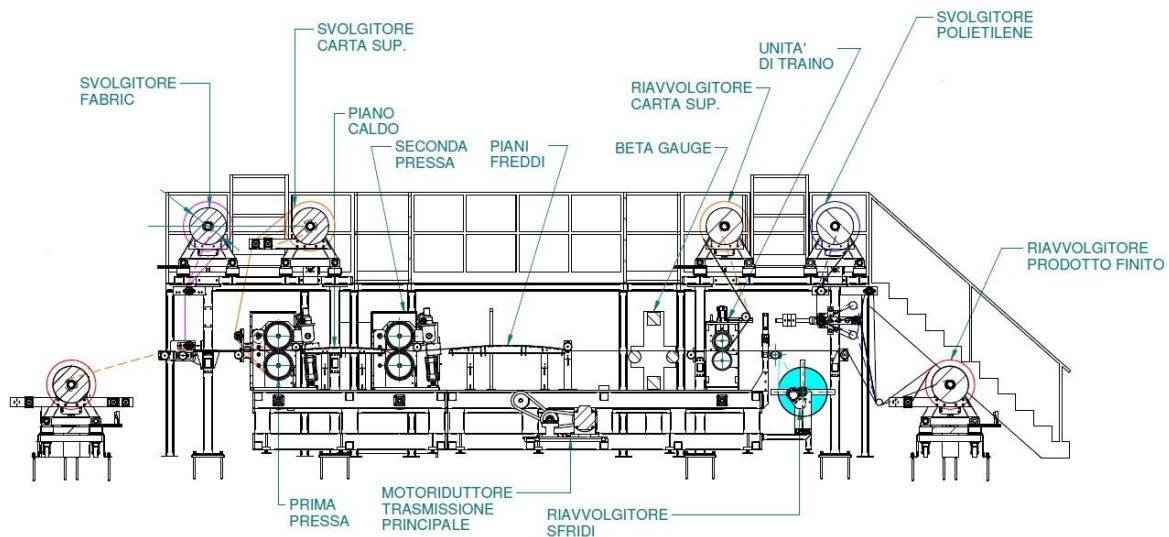 SVOLGITORE
CARTA SUP.
SVOLGITORE
POLIETILENE
UNITA'
DI TRAINO
SVOLGITORE
FABRIC
RIAVVOLGITORE
CARTA SUP.
PIANO
CALDO
SECONDA
PRESSA
PIANI
FREDDI
BETA GAUGE
RIAVVOLGITORE
PRODOTTO FINITO
PRIMA
PRESSA
MOTORIDUTTORE
TRASMISSIONE
PRINCIPALE
RIAVVOLGITORE
SFRIDI